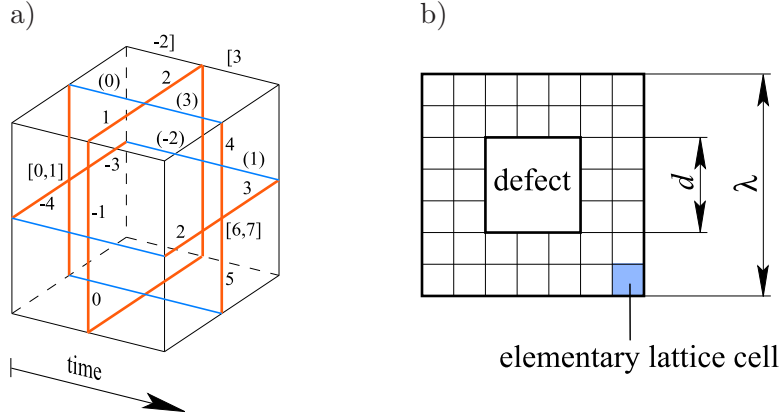 a)
b)
-2]
[3
(0)
2
(3)
1
(-2)
4
-3
(1)
[0,1]
3
-4
-1
2
[6,7]
5
0
time
defect
d
λ
elementary lattice cell